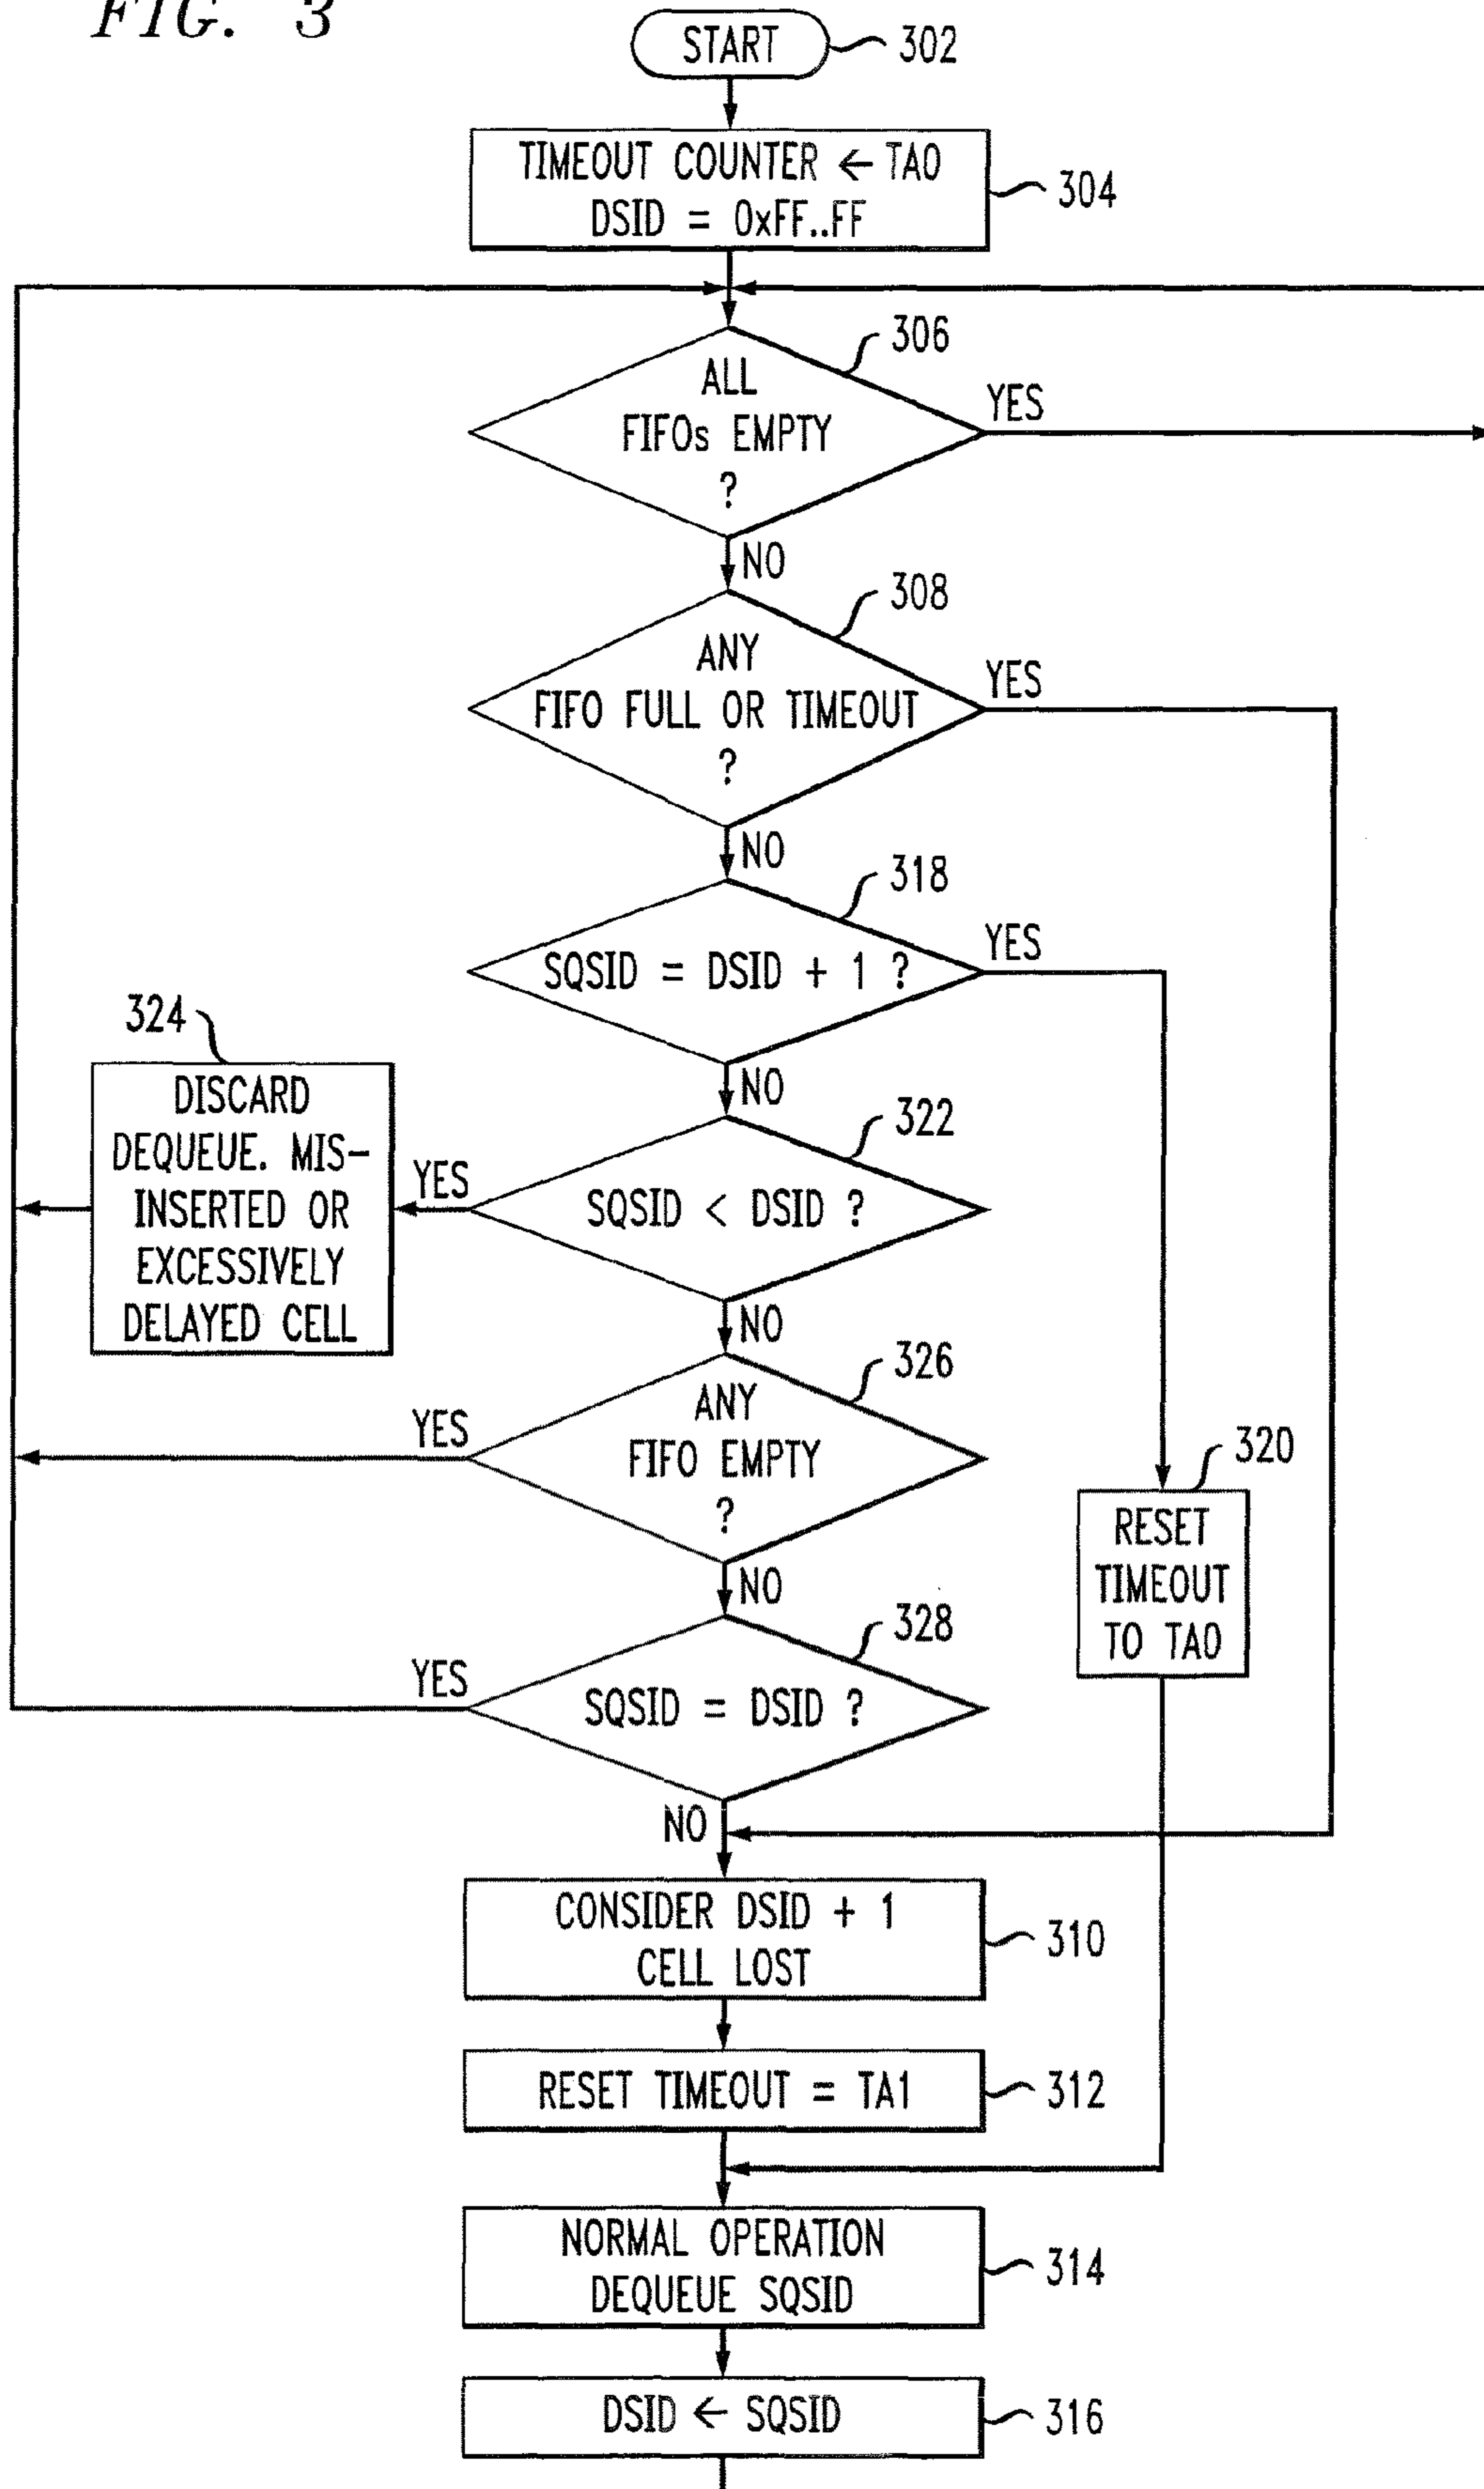 FIG. 3
START
302
TIMEOUT COUNTER ← TA0
DSID = 0xFF..FF
304
306
ALL
FIFOs EMPTY
?
YES
NO
308
ANY
FIFO FULL OR TIMEOUT
?
YES
NO
318
SQSID = DSID + 1 ?
YES
NO
324
DISCARD
DEQUEUE. MIS-
INSERTED OR
EXCESSIVELY
DELAYED CELL
322
SQSID < DSID ?
YES
NO
326
ANY
FIFO EMPTY
?
YES
NO
320
RESET
TIMEOUT
TO TA0
328
SQSID = DSID ?
YES
NO
CONSIDER DSID + 1
CELL LOST
310
RESET TIMEOUT = TA1
312
NORMAL OPERATION
DEQUEUE SQSID
314
DSID ← SQSID
316